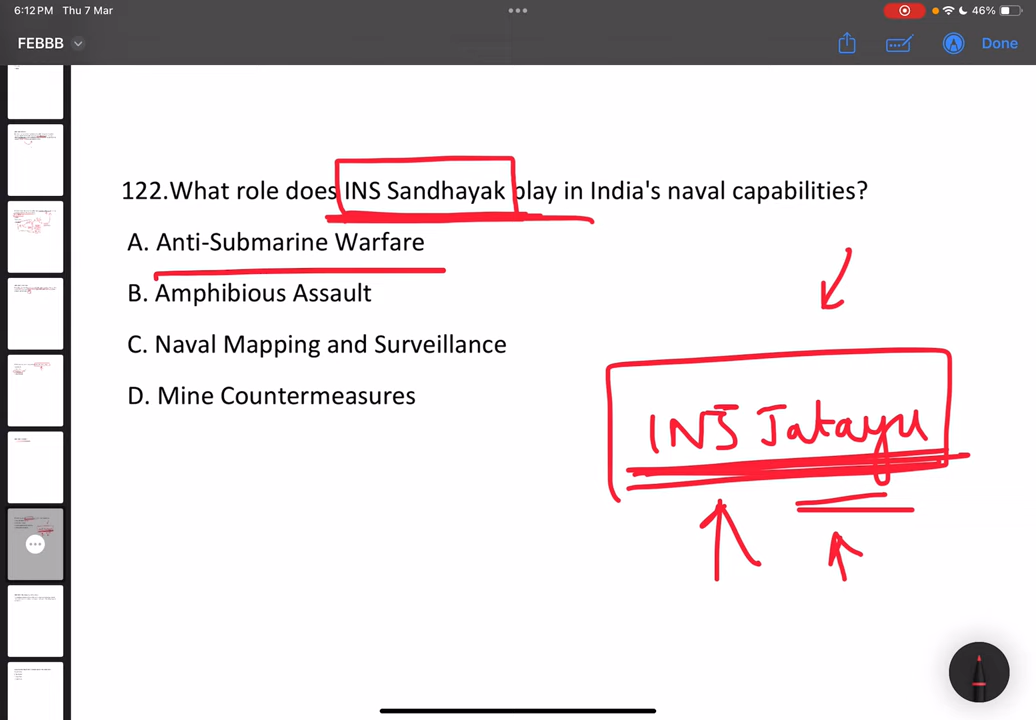 6:12 PM Thu 7 Mar
46%
FEBBB
Done
122.What role does INS Sandhayak play in India's naval capabilities?
A. Anti-Submarine Warfare
B. Amphibious Assault
C. Naval Mapping and Surveillance
D. Mine Countermeasures
INS Jatayu